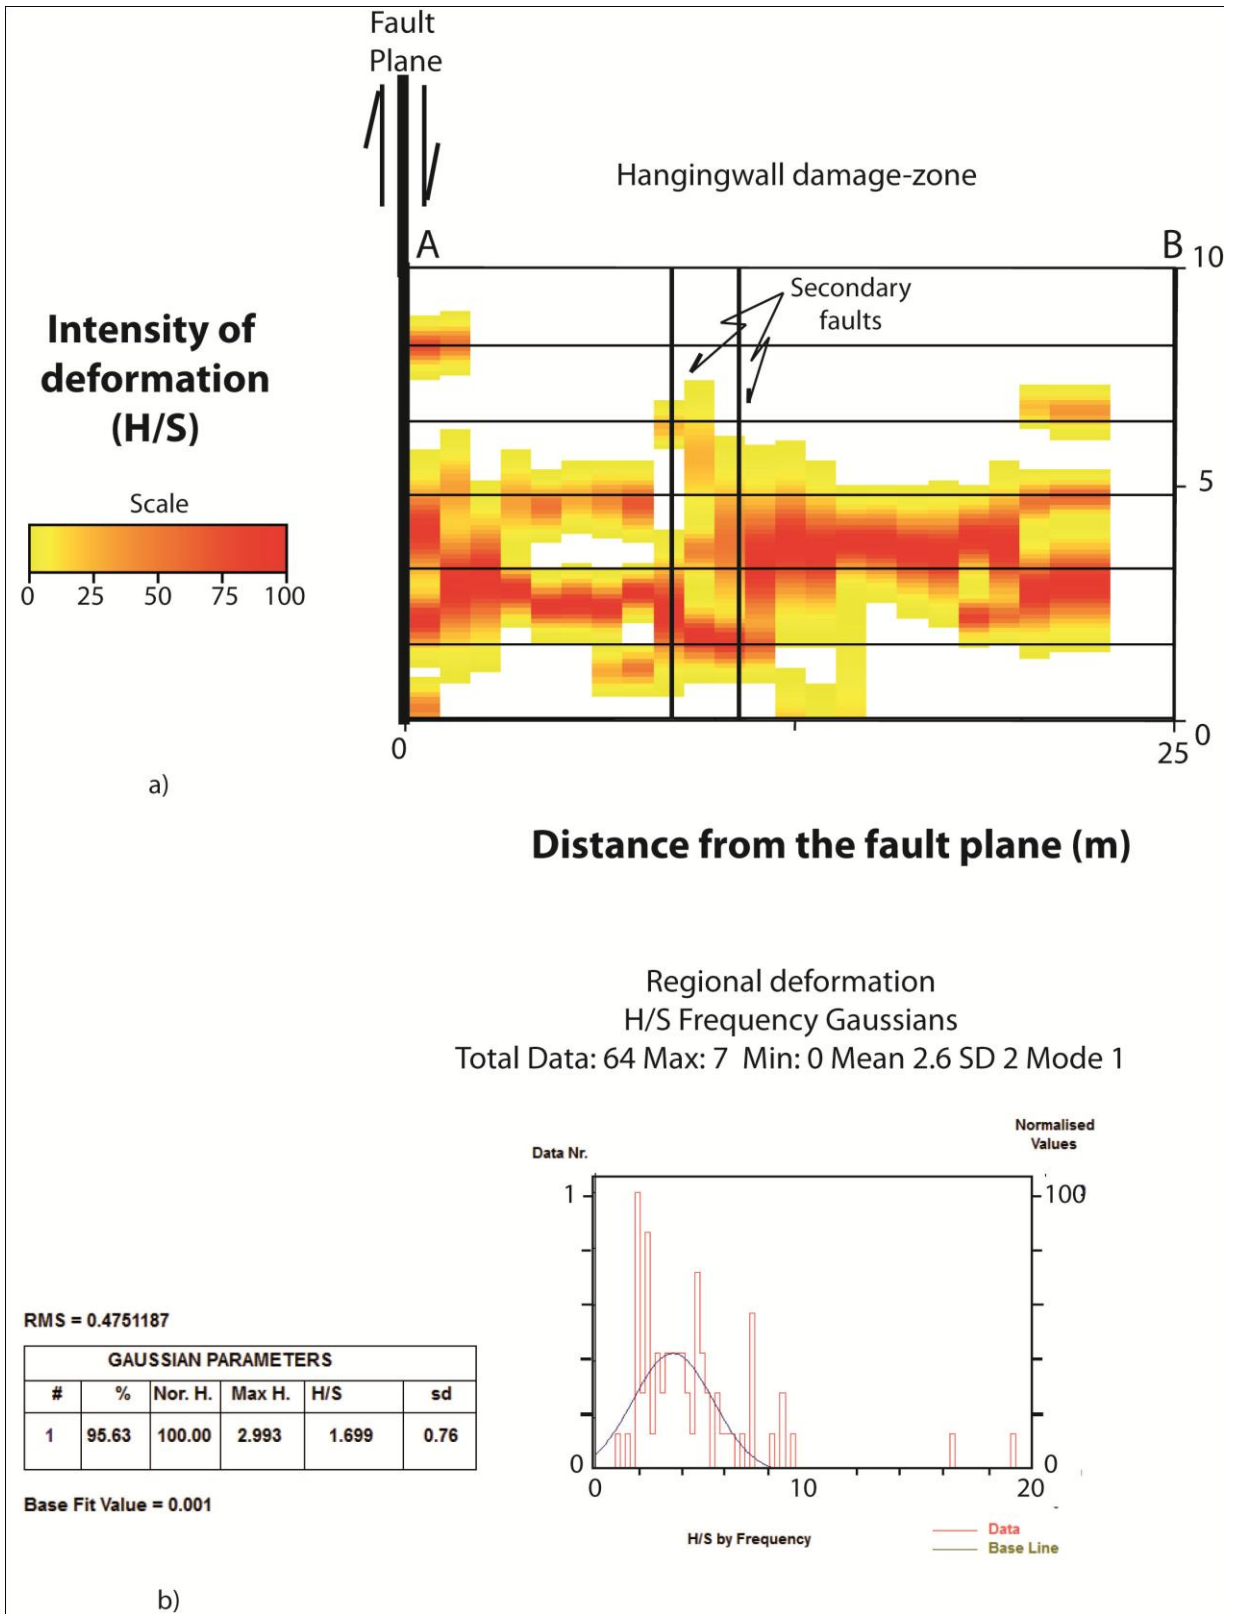 Fault
Plane
Hangingwall damage-zone
A
B
10
Secondary
faults
Intensity of
deformation
(H/S)
Scale
0 25 50 75 100
5
0
0
25
a)
Distance from the fault plane (m)
Regional deformation
H/S Frequency Gaussians
Total Data: 64 Max: 7 Min: 0 Mean 2.6 SD 2 Mode 1
Normalised
Values
Data Nr.
1
100
RMS = 0.4751187
GAUSSIAN PARAMETERS
# % Nor. H. Max H. H/S sd
1 95.63 100.00 2.993 1.699 0.76
0
0
0 10 20
Base Fit Value = 0.001
H/S by Frequency
Data
Base Line
b)